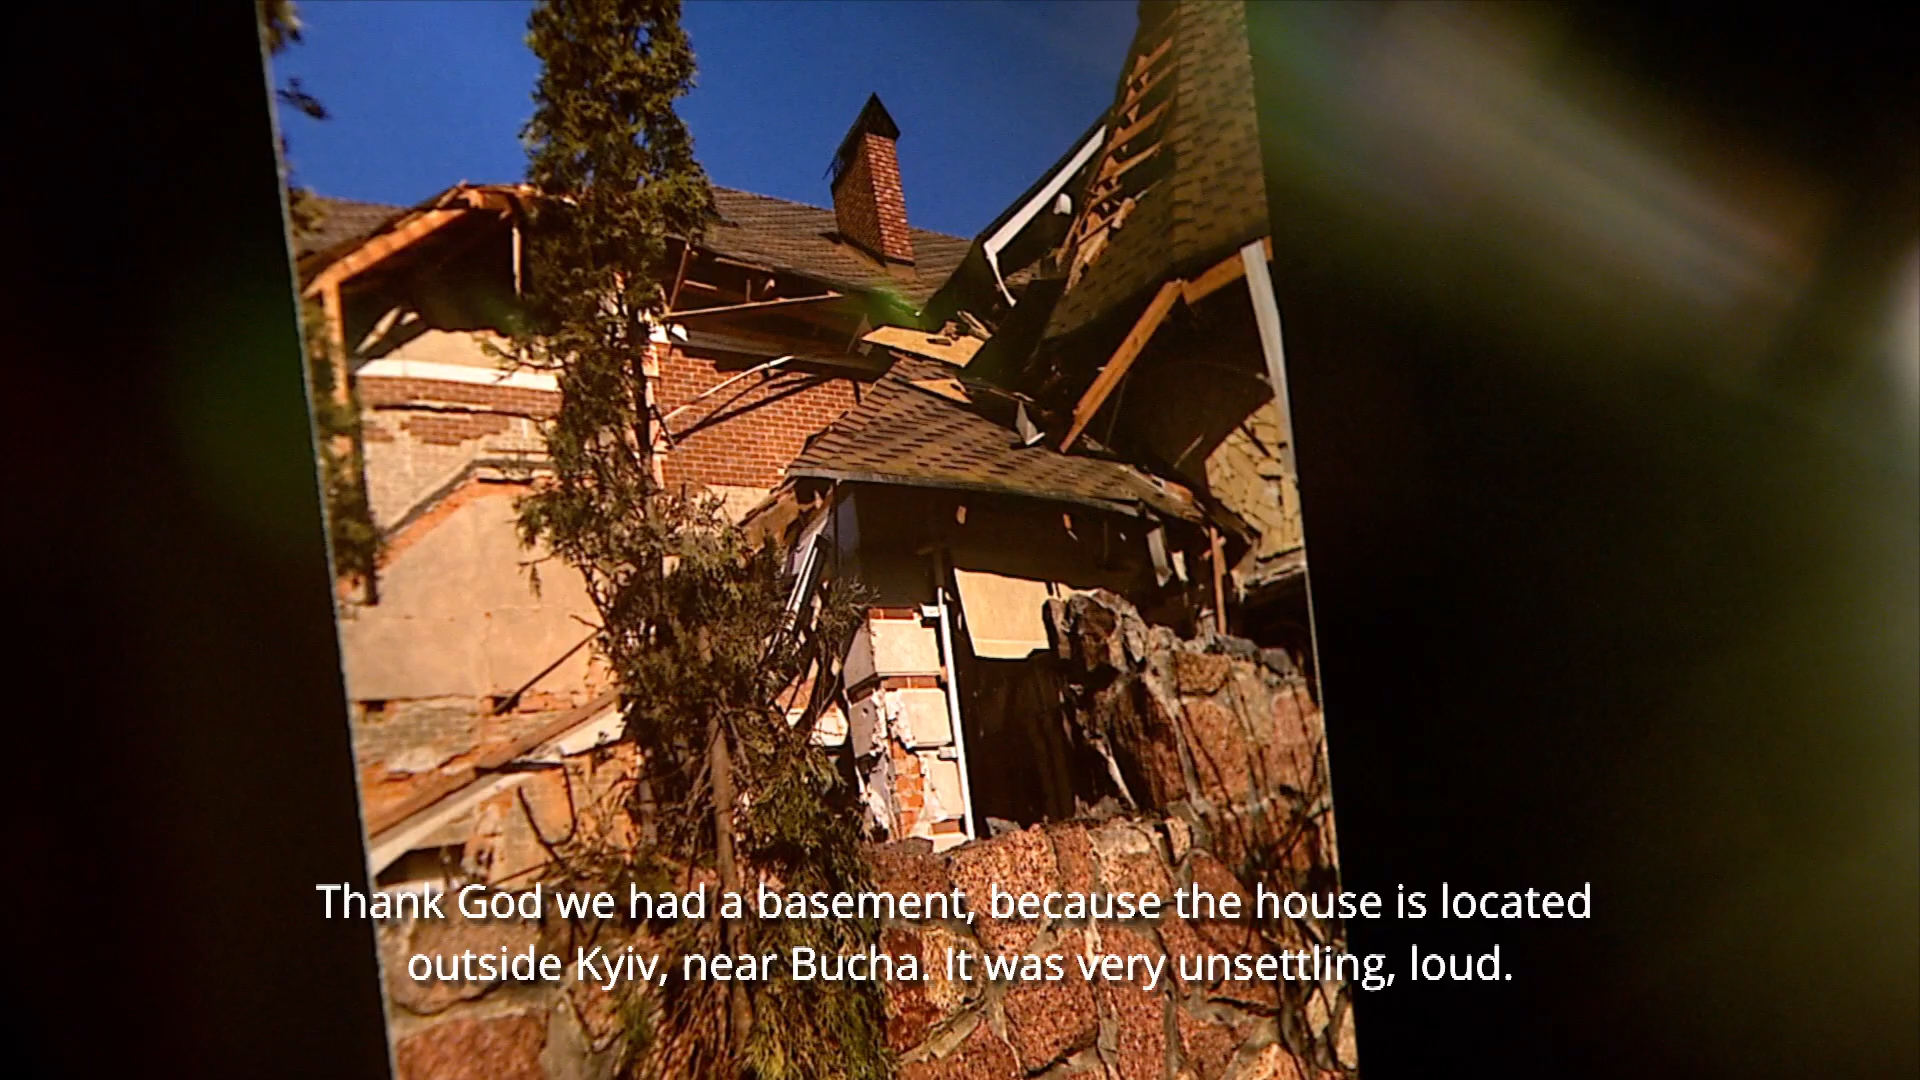 Thank God we had a basement, because the house is located
outside Kyiv, near Bucha. It was very unsettling, loud.